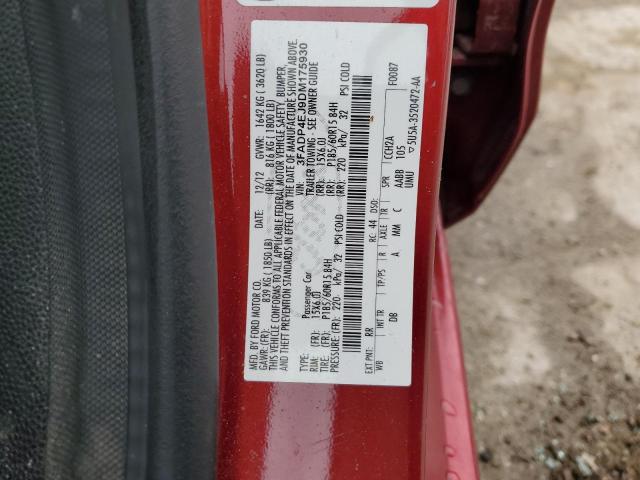 MFD. BY FORD MOTOR CO.
DATE: 12/12 GVWR: 1642 KG ( 3620 LB)
GAWR: (FR): 839 KG ( 1850 LB) (RR): 816 KG ( 1800 LB)
THIS VEHICLE CONFORMS TO ALL APPLICABLE FEDERAL MOTOR VEHICLE SAFETY, BUMPER,
AND THEFT PREVENTION STANDARDS IN EFFECT ON THE DATE OF MANUFACTURE SHOWN ABOVE.
VIN: 3FADP4EJ9DM175930
Passenger Car TRAILER TOWING - SEE OWNER GUIDE
RIM: (FR): 15X6.0J (RR): 15X6.0J
TIRE: (FR): P185/60R15 84H (RR): P185/60R15 84H
PRESSURE: (FR): 220 kPa/ 32 PSI COLD (RR): 220 kPa/ 32 PSI COLD
EXT PNT: RR RC: 44 DSO: F0087
WB INT TR TP/PS R AXLE TR SPR CCH2A
DB A MM C AABB 105
UMU 5U5A-3520472-AA